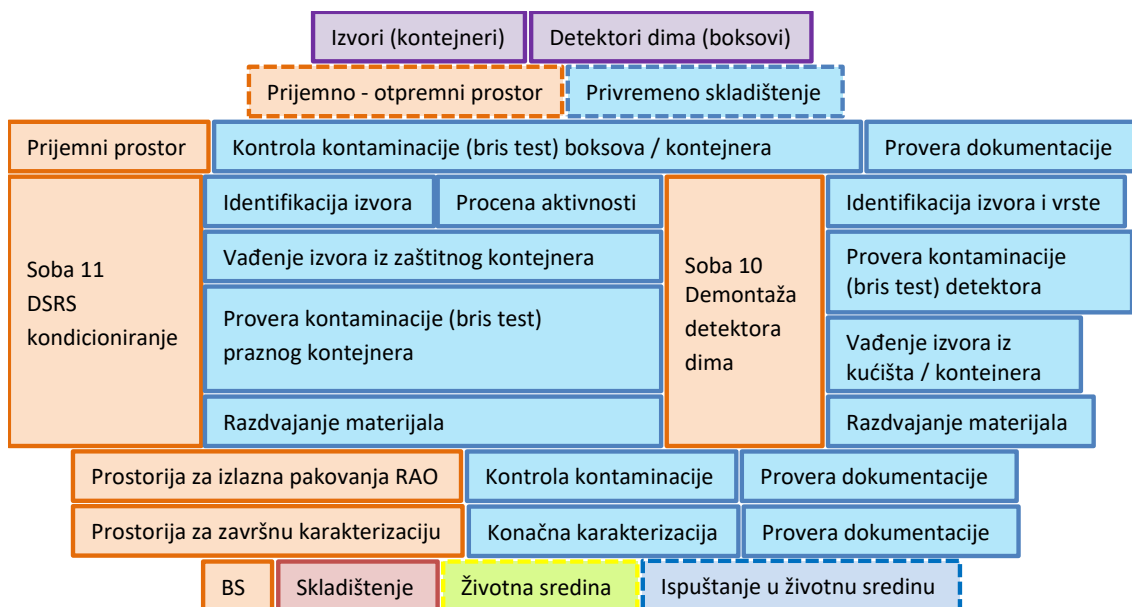 Izvori (kontejneri)
Detektori dima (boksovi)
Prijemno - otpremni prostor
Privremeno skladištenje
Prijemni prostor
Kontrola kontaminacije (bris test) boksova / kontejnera
Provera dokumentacije
Soba 11
DSRS
kondicioniranje
Identifikacija izvora
Procena aktivnosti
Vađenje izvora iz zaštitnog kontejnera
Provera kontaminacije (bris test)
praznog kontejnera
Razdvajanje materijala
Soba 10
Demontaža
detektora
dima
Identifikacija izvora i vrste
Provera kontaminacije
(bris test) detektora
Vađenje izvora iz
kućišta / kontejnera
Razdvajanje materijala
Prostorija za izlazna pakovanja RAO
Kontrola kontaminacije
Provera dokumentacije
Prostorija za završnu karakterizaciju
Konačna karakterizacija
Provera dokumentacije
BS
Skladištenje
Životna sredina
Ispuštanje u životnu sredinu